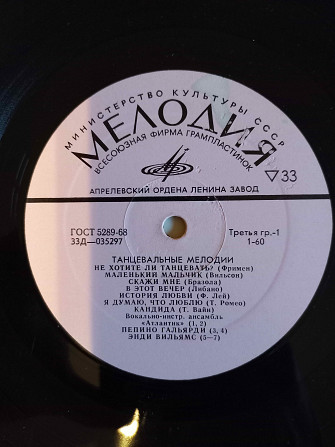 МИНИСТЕРСТВО КУЛЬТУРЫ СССР
МЕЛОДИЯ
ВСЕСОЮЗНАЯ ФИРМА ГРАМПЛАСТИНОК
▽33
АПРЕЛЕВСКИЙ ОРДЕНА ЛЕНИНА ЗАВОД
ГОСТ 5289-68
33Д—035297
Третья гр.-1
1-60
ТАНЦЕВАЛЬНЫЕ МЕЛОДИИ
НЕ ХОТИТЕ ЛИ ТАНЦЕВАТЬ? (Фримен)
МАЛЕНЬКИЙ МАЛЬЧИК (Вильсон)
СКАЖИ МНЕ (Бразола)
В ЭТОТ ВЕЧЕР (Либано)
ИСТОРИЯ ЛЮБВИ (Ф. Лей)
Я ДУМАЮ, ЧТО ЛЮБЛЮ (Т. Ромео)
КАНДИДА (Т. Вайн)
Вокально-инстр. ансамбль
«Атлантик» (1, 2)
ПЕПИНО ГАЛЬЯРДИ (3, 4)
ЭНДИ ВИЛЬЯМС (5—7)